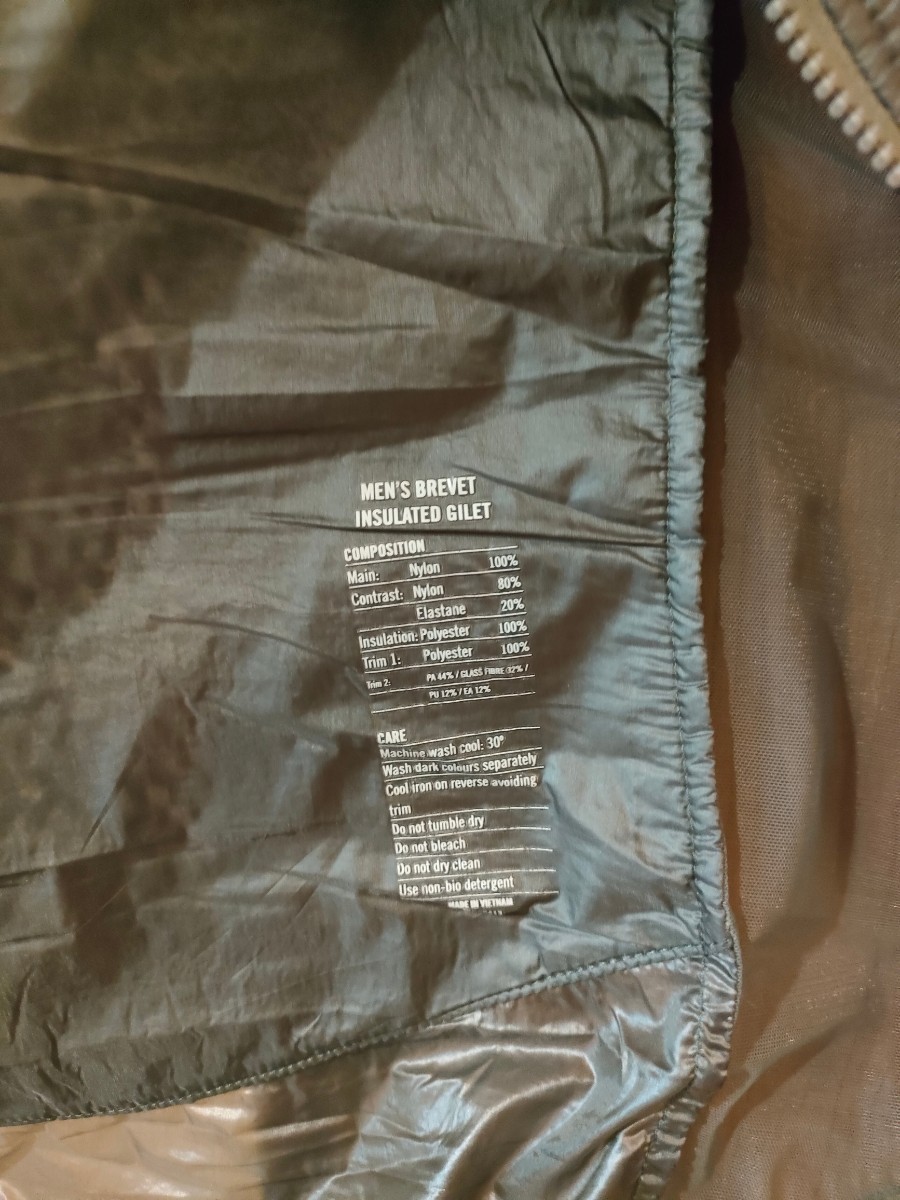 MEN'S BREVET
INSULATED GILET
COMPOSITION
Main: Nylon 100%
Contrast: Nylon 80%
Elastane 20%
Insulation: Polyester 100%
Trim 1: Polyester 100%
Trim 2: PA 44% / GLASS FIBRE 32% /
PU 12% / EA 12%
CARE
Machine wash cool: 30°
Wash dark colours separately
Cool iron on reverse avoiding
trim
Do not tumble dry
Do not bleach
Do not dry clean
Use non-bio detergent
MADE IN VIETNAM